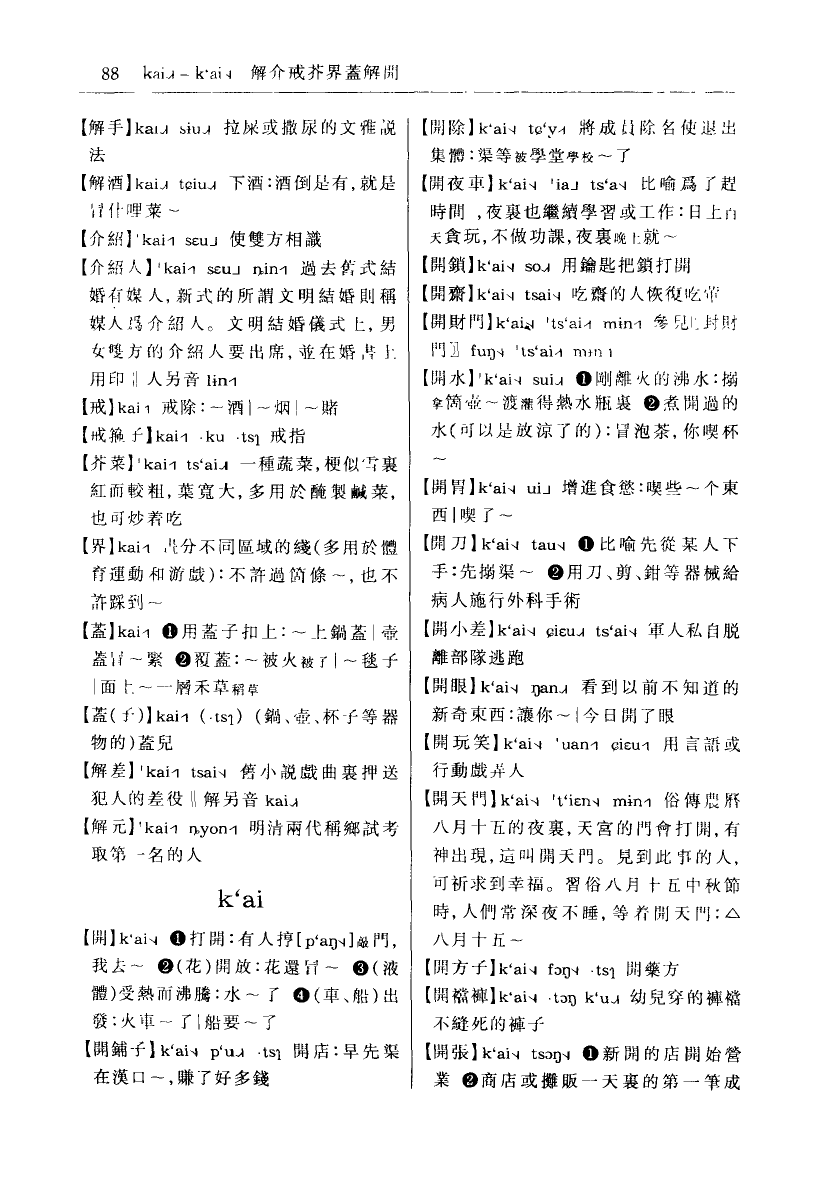 88 kai˩ – k‘ai˧ 解介戒芥界蓋解開
【解手】kai˩ siu˩ 拉屎或撒尿的文雅説
法
【解酒】kai˩ tɕiu˩ 下酒：酒倒是有，就是
冒什哩菜～
【介紹】'kai˧ sɛu˩ 使雙方相識
【介紹人】'kai˧ sɛu˩ n̠in˧ 過去舊式結
婚有媒人，新式的所謂文明結婚則稱
媒人爲介紹人。文明結婚儀式上，男
女雙方的介紹人要出席，並在婚書上
用印‖人另音 lin˧
【戒】kai˧ 戒除：～酒|～烟|～賭
【戒箍子】kai˧ ·ku ·tsɿ 戒指
【芥菜】'kai˧ ts‘ai˩ 一種蔬菜，梗似雪裏
紅而較粗，葉寬大，多用於醃製鹹菜，
也可炒着吃
【界】kai˧ 劃分不同區域的綫（多用於體
育運動和游戲）：不許過箇條～，也不
許踩到～
【蓋】kai˧ ❶用蓋子扣上：～上鍋蓋|壺
蓋冒～緊 ❷覆蓋：～被火被了|～毯子
|面上～一層禾草稻草
【蓋（子）】kai˧ （·tsɿ）（鍋、壺、杯子等器
物的）蓋兒
【解差】'kai˧ tsai˧ 舊小説戲曲裏押送
犯人的差役‖解另音 kai˩
【解元】'kai˧ n̠yon˧ 明清兩代稱鄉試考
取第一名的人
k‘ai
【開】k‘ai˧ ❶打開：有人揨[p‘aŋ˧]敲門，
我去～ ❷（花）開放：花還冒～ ❸（液
體）受熱而沸騰：水～了 ❹（車、船）出
發：火車～了|船要～了
【開鋪子】k‘ai˧ p‘u˩ ·tsɿ 開店：早先渠
在漢口～，賺了好多錢
【開除】k‘ai˧ tɕ‘y˧ 將成員除名使退出
集體：渠等被學堂學校～了
【開夜車】k‘ai˧ 'ia˩ ts‘a˧ 比喻爲了趕
時間，夜裏也繼續學習或工作：日上白
天貪玩，不做功課，夜裏晚上就～
【開鎖】k‘ai˧ so˩ 用鑰匙把鎖打開
【開齋】k‘ai˧ tsai˧ 吃齋的人恢復吃葷
【開財門】k‘ai˧ 'ts‘ai˧ mɨn˧ 參見〖封財
門〗fuŋ˧ 'ts‘ai˧ mɨn˧
【開水】'k‘ai˧ sui˩ ❶剛離火的沸水：搦
拿箇壺～渡灌得熱水瓶裏 ❷煮開過的
水（可以是放涼了的）：冒泡茶，你喫杯
～
【開胃】k‘ai˧ ui˩ 增進食慾：喫些～个東
西|喫了～
【開刀】k‘ai˧ tau˧ ❶比喻先從某人下
手：先搦渠～ ❷用刀、剪、鉗等器械給
病人施行外科手術
【開小差】k‘ai˧ ɕiɛu˩ ts‘ai˧ 軍人私自脱
離部隊逃跑
【開眼】k‘ai˧ ŋan˩ 看到以前不知道的
新奇東西：讓你～|今日開了眼
【開玩笑】k‘ai˧ 'uan˧ ɕiɛu˧ 用言語或
行動戲弄人
【開天門】k‘ai˧ 't‘iɛn˧ mɨn˧ 俗傳農曆
八月十五的夜裏，天宮的門會打開，有
神出現，這叫開天門。見到此事的人，
可祈求到幸福。習俗八月十五中秋節
時，人們常深夜不睡，等着開天門：△
八月十五～
【開方子】k‘ai˧ fɔŋ˧ ·tsɿ 開藥方
【開襠褲】k‘ai˧ ·tɔŋ k‘u˩ 幼兒穿的褲襠
不縫死的褲子
【開張】k‘ai˧ tsɔŋ˧ ❶新開的店開始營
業 ❷商店或攤販一天裏的第一筆成